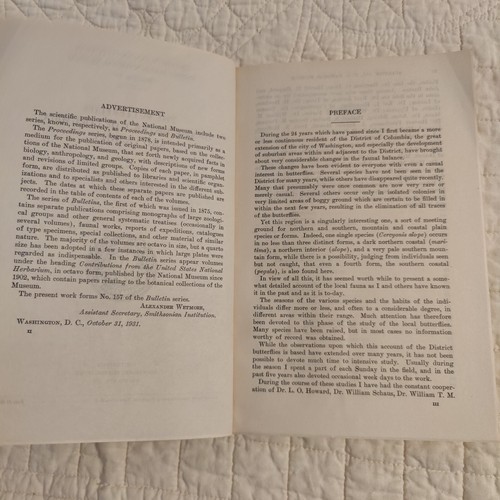 ADVERTISEMENT
The scientific publications of the National Museum include two
series, known, respectively, as Proceedings and Bulletin.
The Proceedings series, begun in 1878, is intended primarily as a
medium for the publication of original papers, based on the collec-
tions of the National Museum, that set forth newly acquired facts in
biology, anthropology, and geology, with descriptions of new forms
and revisions of limited groups. Copies of each paper, in pamphlet
form, are distributed as published to libraries and scientific organ-
izations and to specialists and others interested in the different sub-
jects. The dates at which these separate papers are published are
recorded in the table of contents of each of the volumes.
The series of Bulletins, the first of which was issued in 1875, con-
tains separate publications comprising monographs of large zoologi-
cal groups and other general systematic treatises (occasionally in
several volumes), faunal works, reports of expeditions, catalogues
of type specimens, special collections, and other material of similar
nature. The majority of the volumes are octavo in size, but a quarto
size has been adopted in a few instances in which large plates were
regarded as indispensable. In the Bulletin series appear volumes
under the heading Contributions from the United States National
Herbarium, in octavo form, published by the National Museum since
1902, which contain papers relating to the botanical collections of the
Museum.
The present work forms No. 157 of the Bulletin series.
ALEXANDER WETMORE,
Assistant Secretary, Smithsonian Institution.
WASHINGTON, D. C., October 31, 1931.
II
PREFACE
During the 24 years which have passed since I first became a more
or less continuous resident of the District of Columbia, the great
extension of the city of Washington, and especially the development
of suburban areas within and adjacent to the District, have brought
about very considerable changes in the faunal balance.
These changes have been evident to everyone with even a casual
interest in butterflies. Several species have not been seen in the
District for many years, while others have disappeared quite recently.
Many that presumably were once common are now very rare or
merely casual. Several others occur only in isolated colonies in
very limited areas of boggy ground which are certain to be filled in
within the next few years, resulting in the elimination of all traces
of the butterflies.
Yet this region is a singularly interesting one, a sort of meeting
ground for northern and southern, mountain and coastal plain
species or forms. Indeed, one single species (Cercyonis alope) occurs
in no less than three distinct forms, a dark northern coastal (mari-
tima), a northern interior (alope), and a very pale southern moun-
tain form, while there is a possibility, judging from individuals seen
but not caught, that even a fourth form, the southern coastal
(pegala), is also found here.
In view of all this, it has seemed worth while to present a some-
what detailed account of the local fauna as I and others have known
it in the past and as it is to-day.
The seasons of the various species and the habits of the indi-
viduals differ more or less, and often to a considerable degree, in
different areas within their range. Much attention has therefore
been devoted to this phase of the study of the local butterflies.
Many species have been raised, but in most cases no information
worthy of record was obtained.
While the observations upon which this account of the District
butterflies is based have extended over many years, it has not been
possible to devote much time to intensive study. Usually during
the season I spent a part of each Sunday in the field, and in the
past five years also devoted occasional week days to the work.
During the course of these studies I have had the constant cooper-
ation of Dr. L. O. Howard, Dr. William Schaus, Dr. William T. M.
III